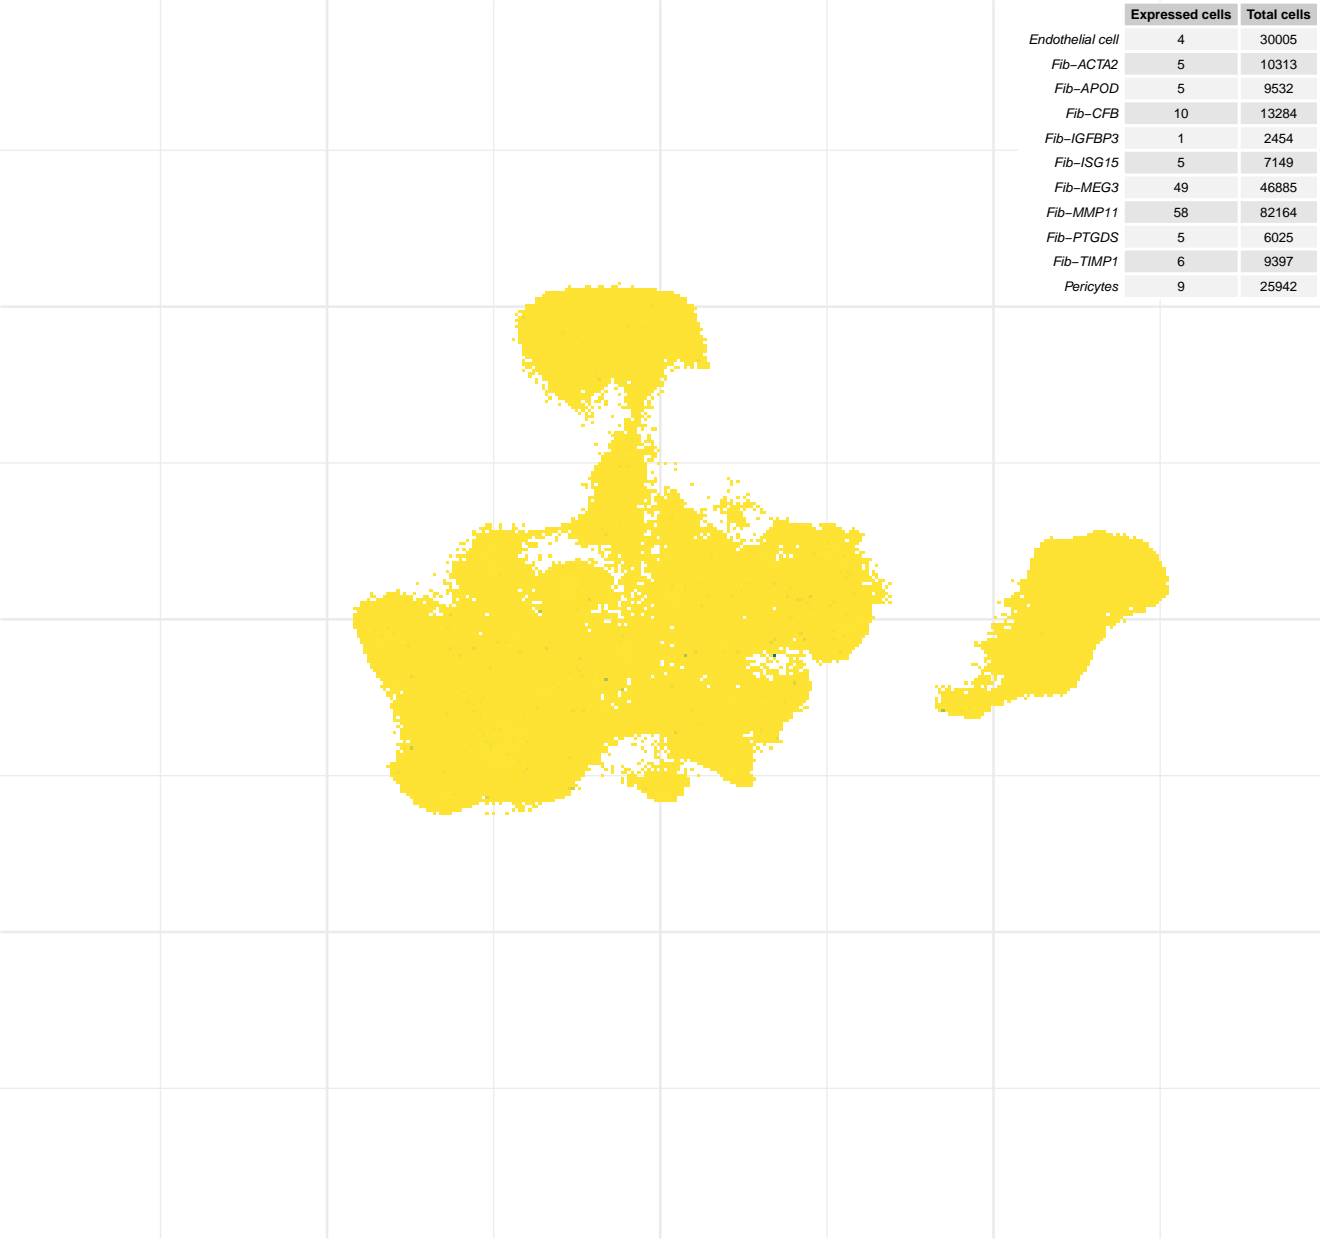 Expressed cells Total cells
Endothelial cell 4 30005
Fib−ACTA2 5 10313
Fib−APOD 5 9532
Fib−CFB 10 13284
Fib−IGFBP3 1 2454
Fib−ISG15 5 7149
Fib−MEG3 49 46885
Fib−MMP11 58 82164
Fib−PTGDS 5 6025
Fib−TIMP1 6 9397
Pericytes 9 25942